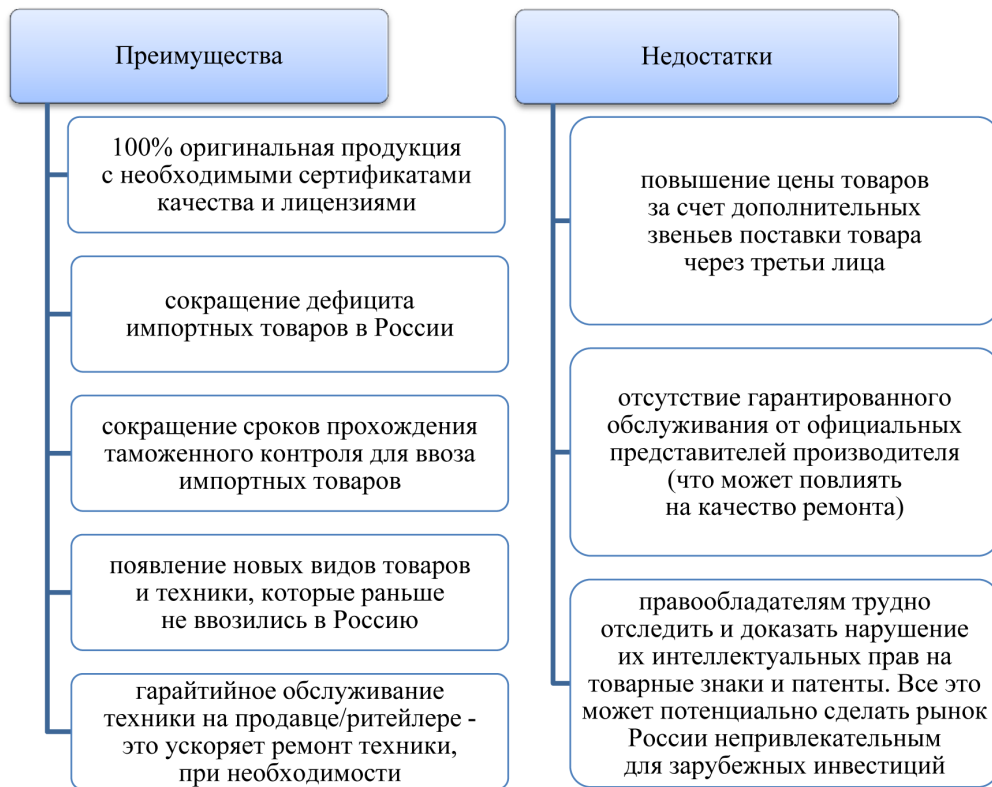 Преимущества
100% оригинальная продукция
с необходимыми сертификатами
качества и лицензиями
сокращение дефицита
импортных товаров в России
сокращение сроков прохождения
таможенного контроля для ввоза
импортных товаров
появление новых видов товаров
и техники, которые раньше
не ввозились в Россию
гарайтийное обслуживание
техники на продавце/ритейлере -
это ускоряет ремонт техники,
при необходимости
Недостатки
повышение цены товаров
за счет дополнительных
звеньев поставки товара
через третьи лица
отсутствие гарантированного
обслуживания от официальных
представителей производителя
(что может повлиять
на качество ремонта)
правообладателям трудно
отследить и доказать нарушение
их интеллектуальных прав на
товарные знаки и патенты. Все это
может потенциально сделать рынок
России непривлекательным
для зарубежных инвестиций